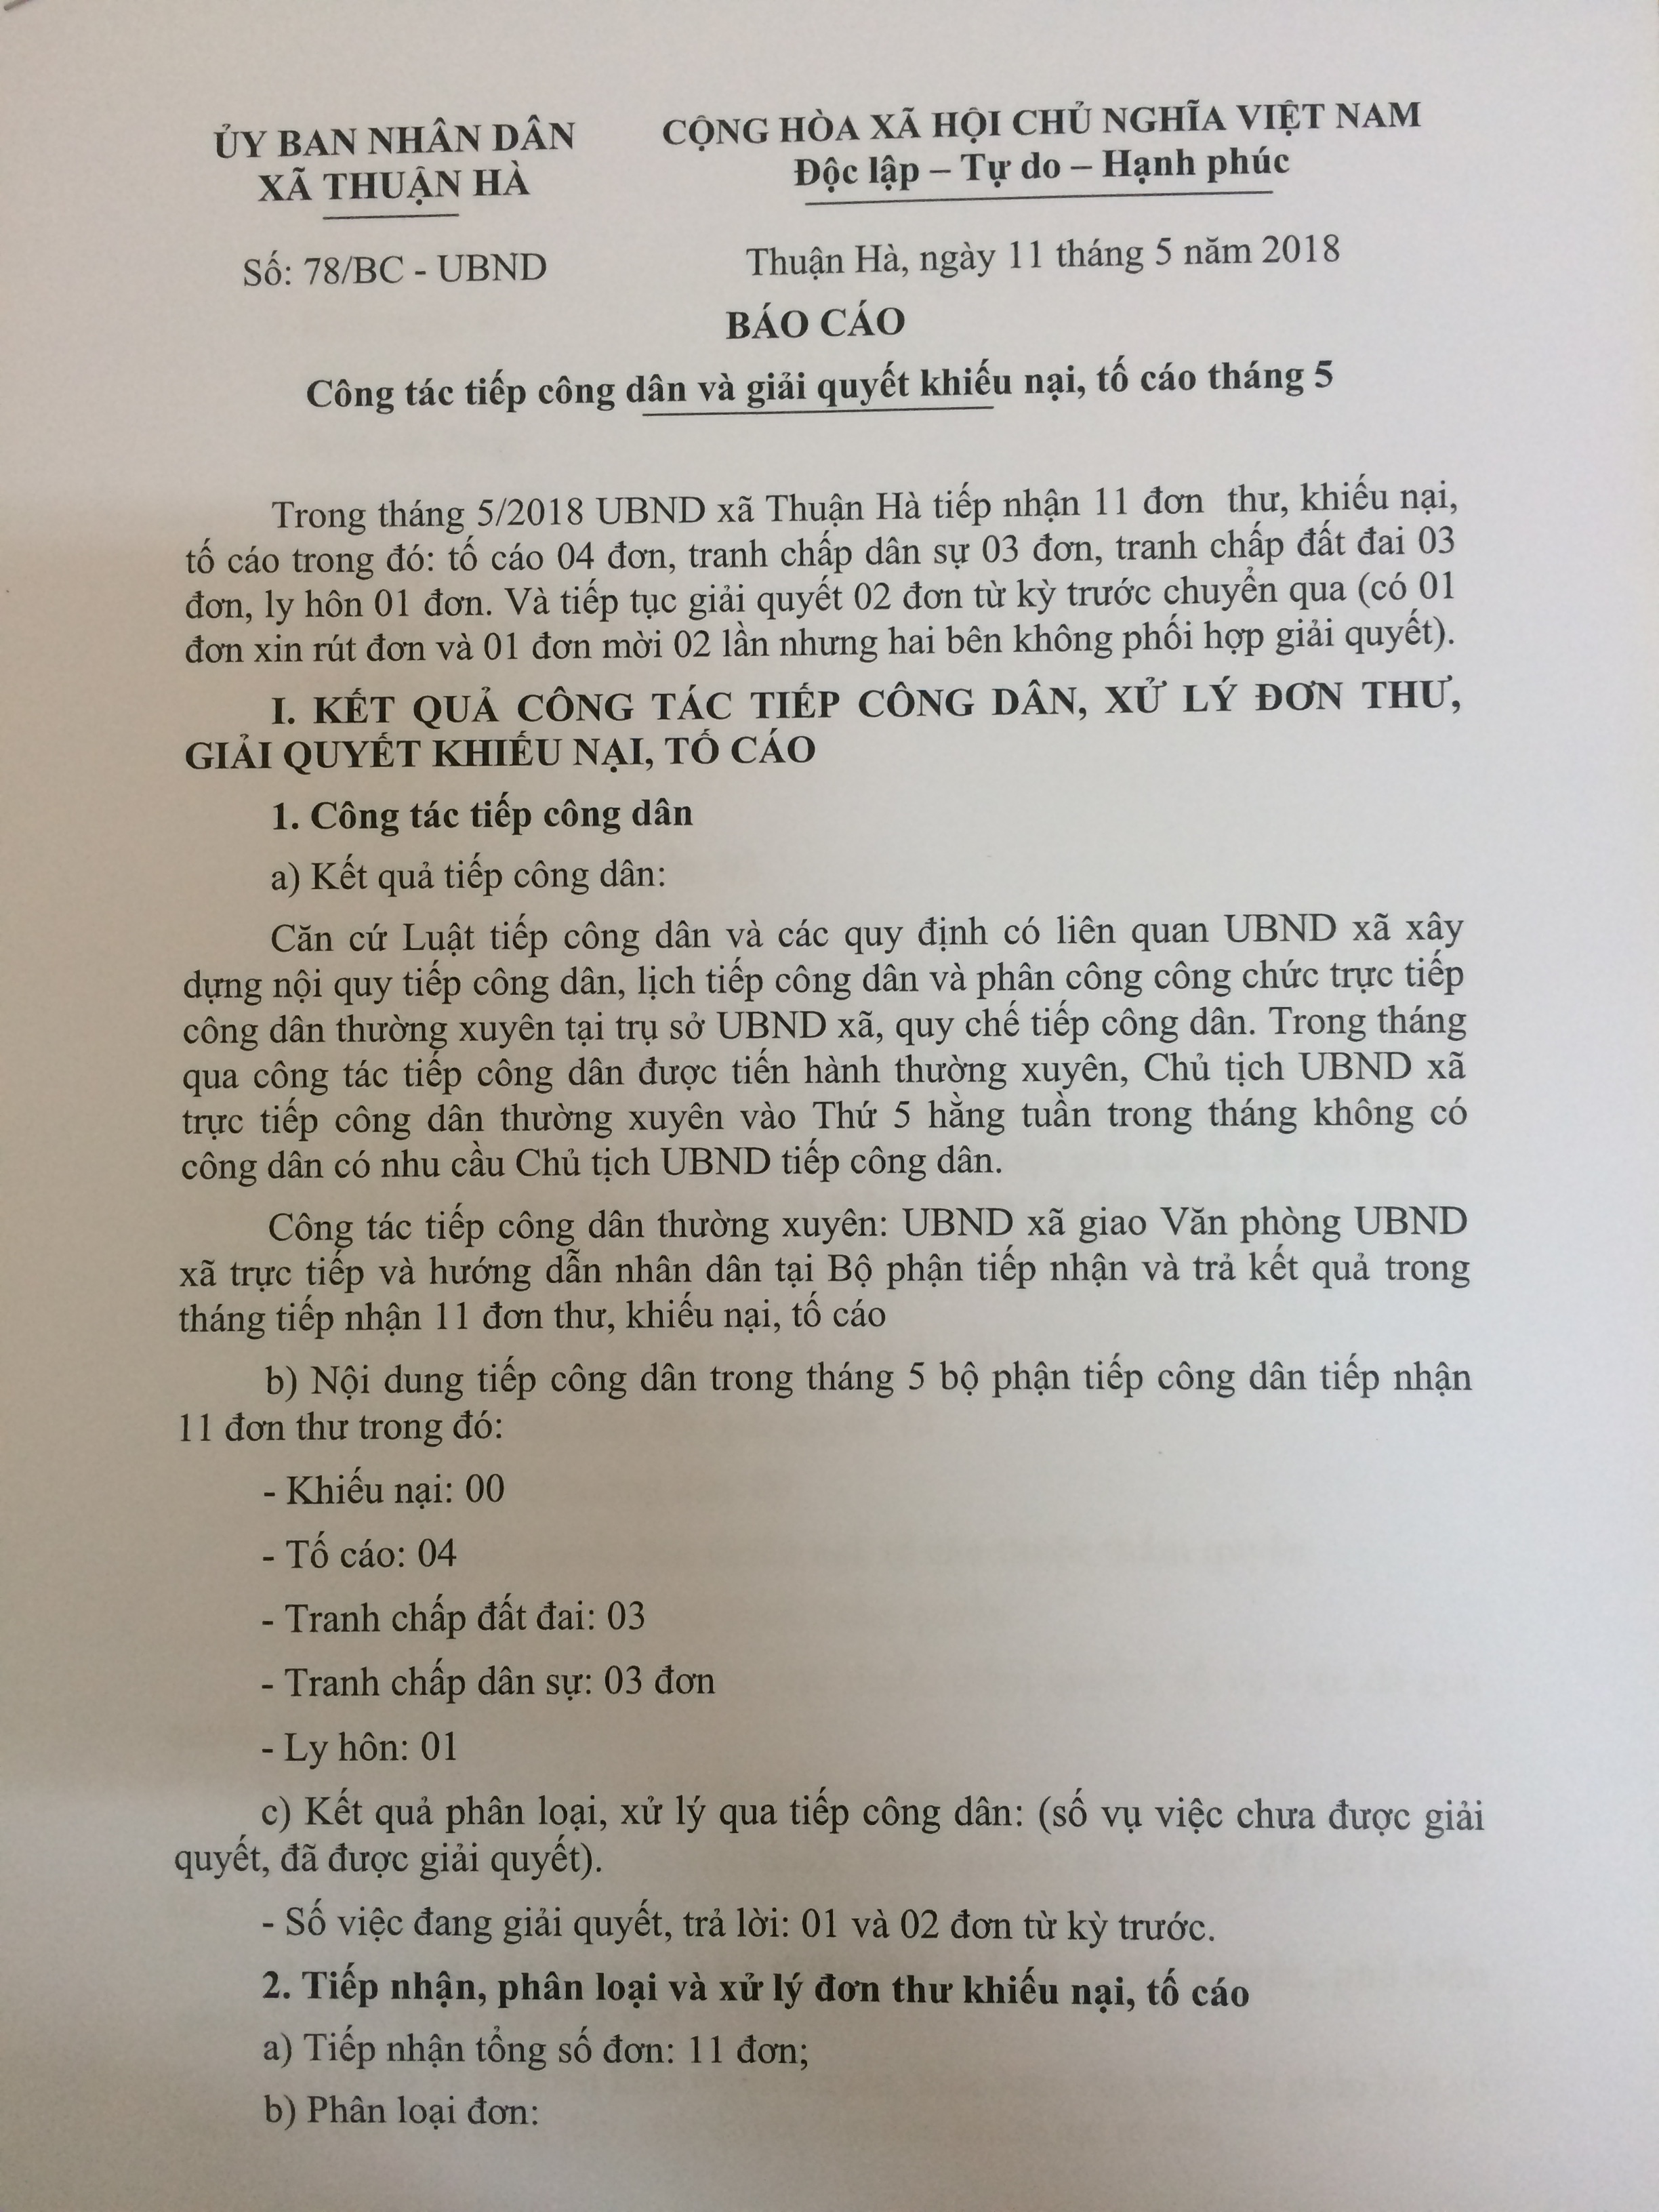 ỦY BAN NHÂN DÂN
XÃ THUẬN HÀ
CỘNG HÒA XÃ HỘI CHỦ NGHĨA VIỆT NAM
Độc lập – Tự do – Hạnh phúc
Số: 78/BC - UBND
Thuận Hà, ngày 11 tháng 5 năm 2018
BÁO CÁO
Công tác tiếp công dân và giải quyết khiếu nại, tố cáo tháng 5
Trong tháng 5/2018 UBND xã Thuận Hà tiếp nhận 11 đơn thư, khiếu nại,
tố cáo trong đó: tố cáo 04 đơn, tranh chấp dân sự 03 đơn, tranh chấp đất đai 03
đơn, ly hôn 01 đơn. Và tiếp tục giải quyết 02 đơn từ kỳ trước chuyển qua (có 01
đơn xin rút đơn và 01 đơn mời 02 lần nhưng hai bên không phối hợp giải quyết).
I. KẾT QUẢ CÔNG TÁC TIẾP CÔNG DÂN, XỬ LÝ ĐƠN THƯ,
GIẢI QUYẾT KHIẾU NẠI, TỐ CÁO
1. Công tác tiếp công dân
a) Kết quả tiếp công dân:
Căn cứ Luật tiếp công dân và các quy định có liên quan UBND xã xây
dựng nội quy tiếp công dân, lịch tiếp công dân và phân công công chức trực tiếp
công dân thường xuyên tại trụ sở UBND xã, quy chế tiếp công dân. Trong tháng
qua công tác tiếp công dân được tiến hành thường xuyên, Chủ tịch UBND xã
trực tiếp công dân thường xuyên vào Thứ 5 hằng tuần trong tháng không có
công dân có nhu cầu Chủ tịch UBND tiếp công dân.
Công tác tiếp công dân thường xuyên: UBND xã giao Văn phòng UBND
xã trực tiếp và hướng dẫn nhân dân tại Bộ phận tiếp nhận và trả kết quả trong
tháng tiếp nhận 11 đơn thư, khiếu nại, tố cáo
b) Nội dung tiếp công dân trong tháng 5 bộ phận tiếp công dân tiếp nhận
11 đơn thư trong đó:
- Khiếu nại: 00
- Tố cáo: 04
- Tranh chấp đất đai: 03
- Tranh chấp dân sự: 03 đơn
- Ly hôn: 01
c) Kết quả phân loại, xử lý qua tiếp công dân: (số vụ việc chưa được giải
quyết, đã được giải quyết).
- Số việc đang giải quyết, trả lời: 01 và 02 đơn từ kỳ trước.
2. Tiếp nhận, phân loại và xử lý đơn thư khiếu nại, tố cáo
a) Tiếp nhận tổng số đơn: 11 đơn;
b) Phân loại đơn: